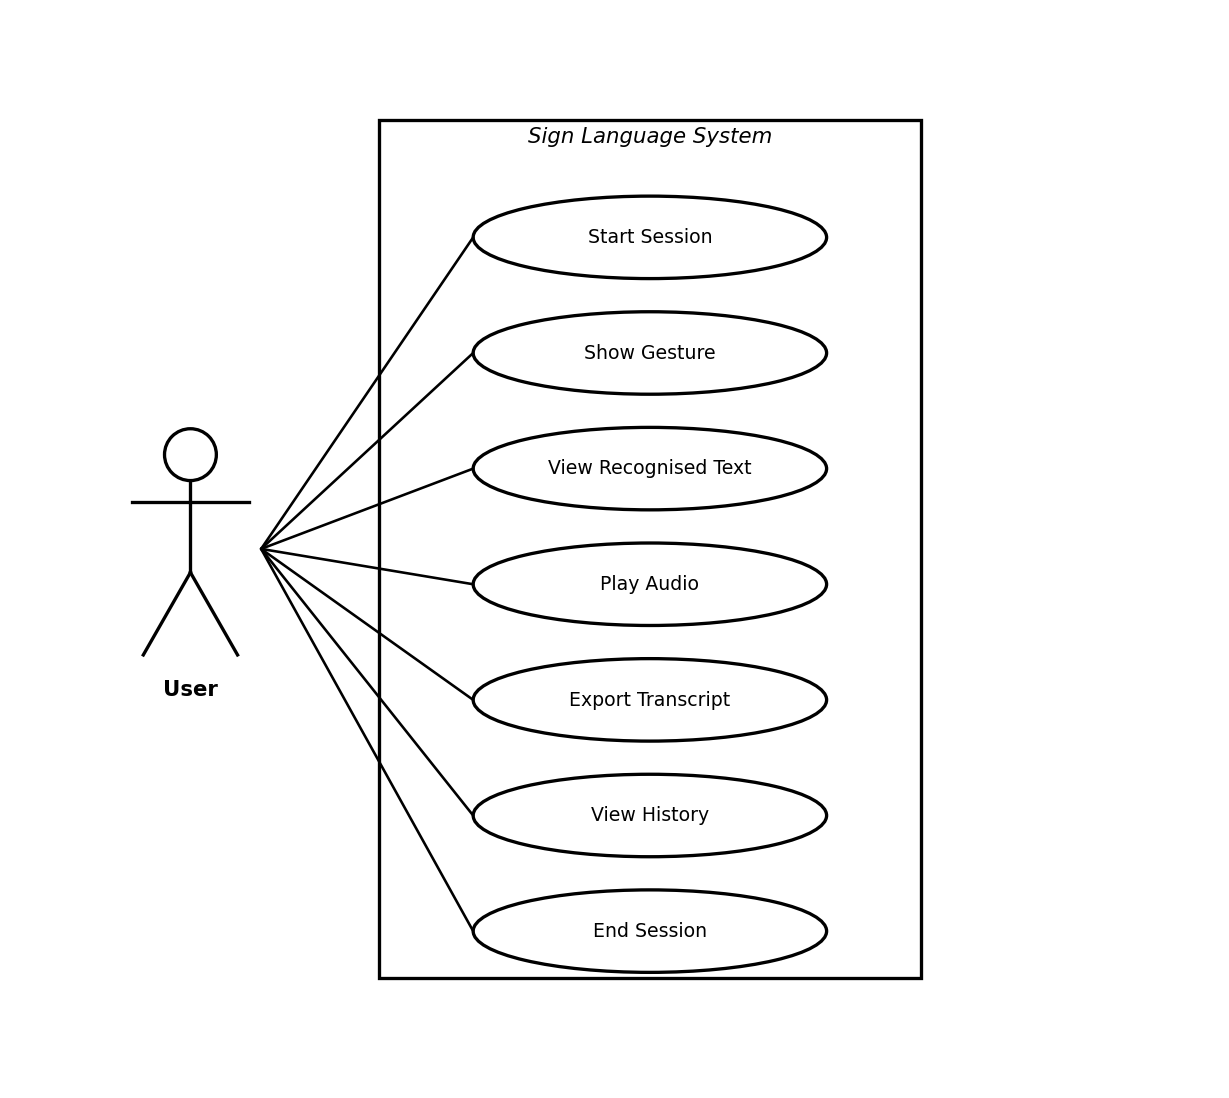 Sign Language System
Start Session
Show Gesture
View Recognised Text
Play Audio
Export Transcript
View History
End Session
User